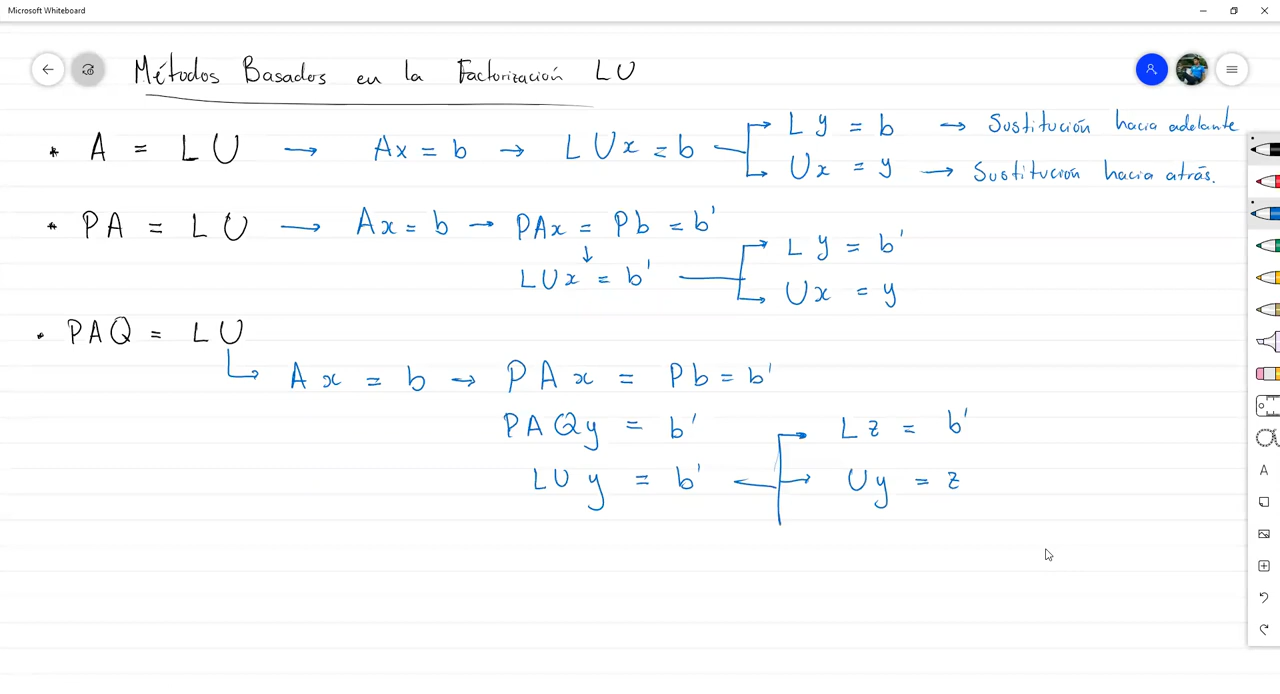 Microsoft Whiteboard
Métodos Basados en la Factorización LU
* A = LU → Ax = b → LUx = b
Ly = b → Sustitución hacia adelante
Ux = y → Sustitución hacia atrás.
* PA = LU → Ax = b → PAx = Pb = b'
↓
LUx = b'
Ly = b'
Ux = y
* PAQ = LU
Ax = b → PAx = Pb = b'
PAQy = b'
Lz = b'
LUy = b'
Uy = z
A